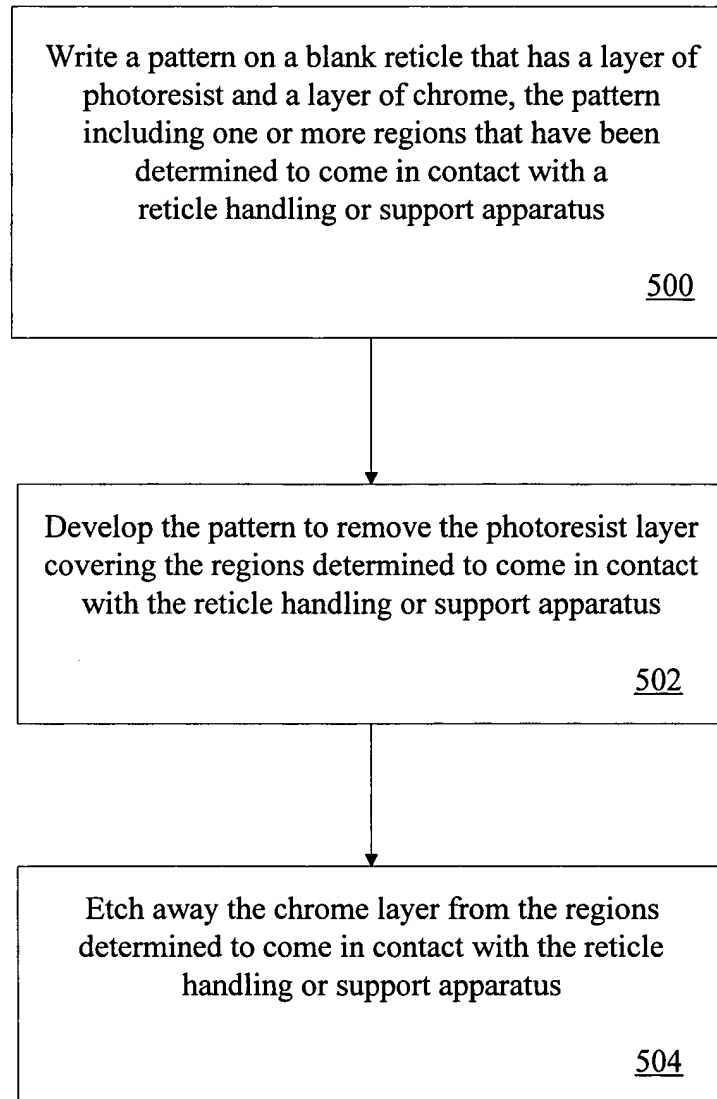 Write a pattern on a blank reticle that has a layer of
photoresist and a layer of chrome, the pattern
including one or more regions that have been
determined to come in contact with a
reticle handling or support apparatus
500
Develop the pattern to remove the photoresist layer
covering the regions determined to come in contact
with the reticle handling or support apparatus
502
Etch away the chrome layer from the regions
determined to come in contact with the reticle
handling or support apparatus
504